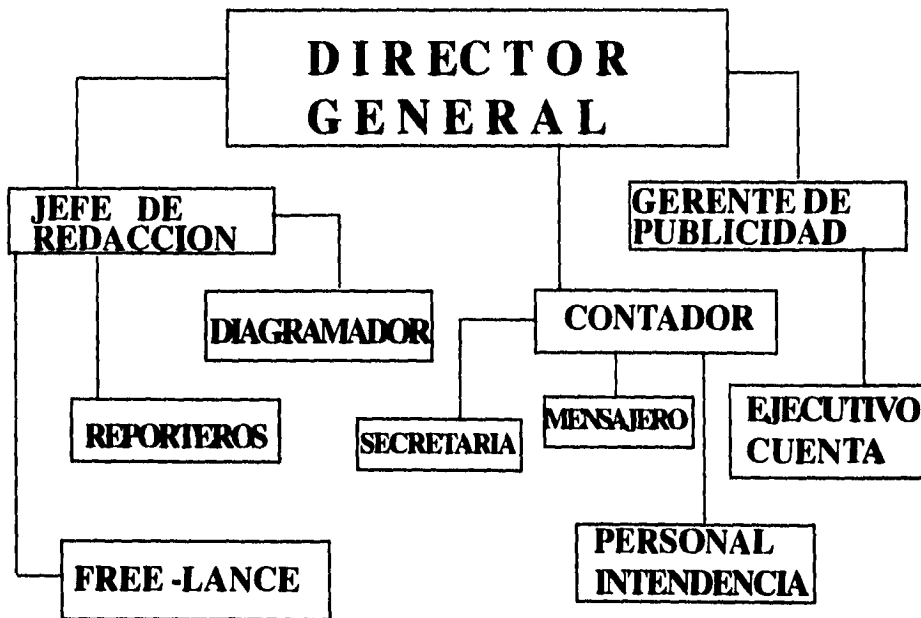 DIRECTOR
GENERAL
JEFE DE
REDACCION
GERENTE DE
PUBLICIDAD
DIAGRAMADOR
CONTADOR
REPORTEROS
SECRETARIA
MENSAJERO
EJECUTIVO
CUENTA
FREE-LANCE
PERSONAL
INTENDENCIA